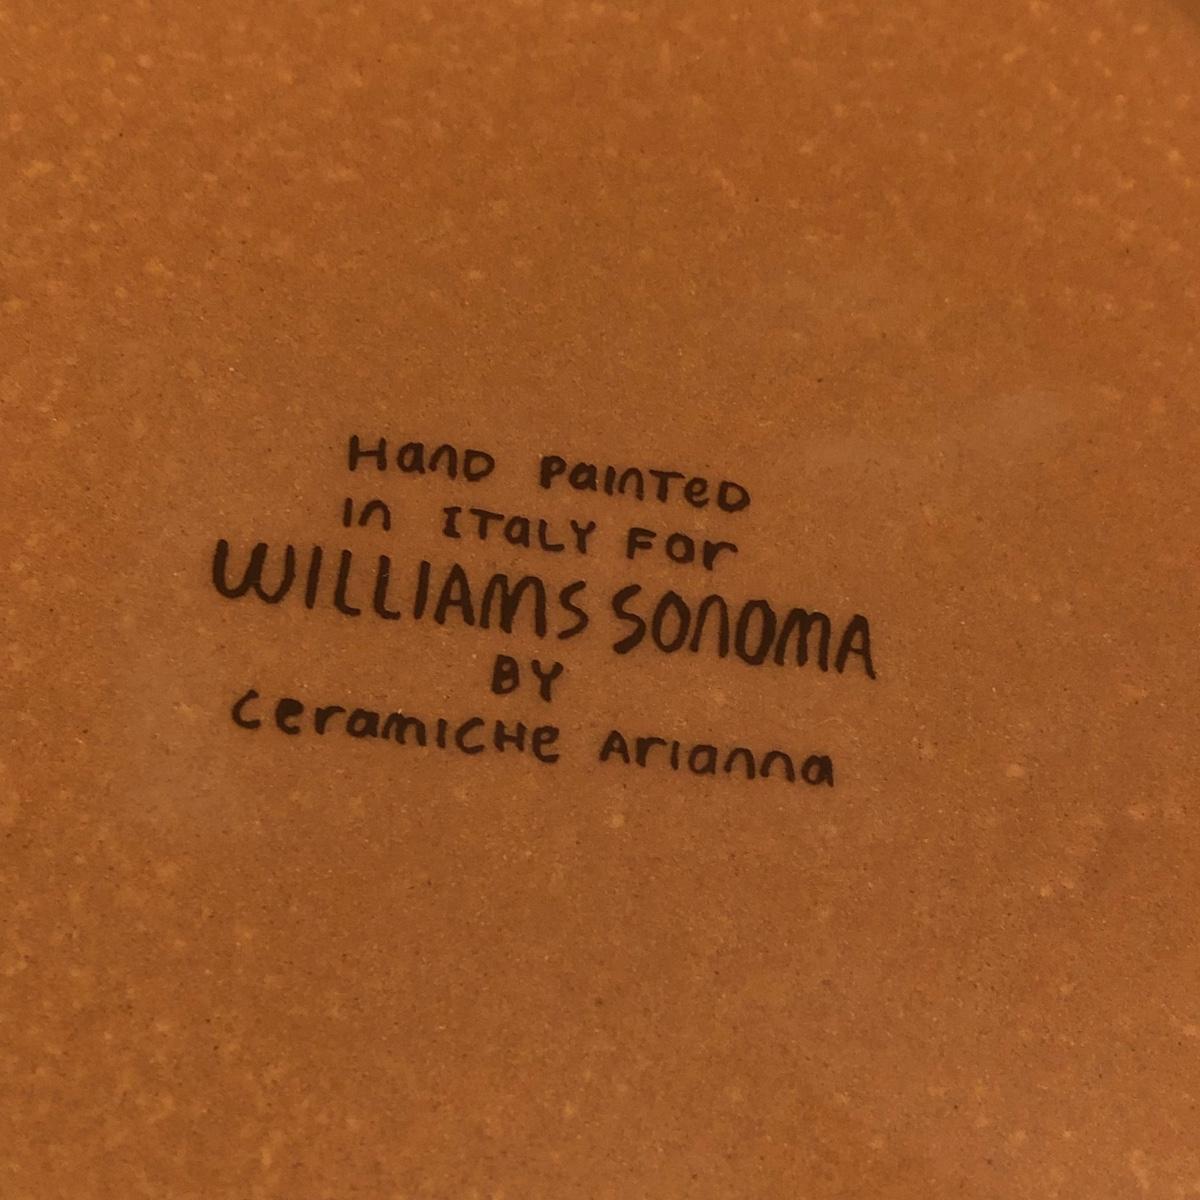 Hand Painted
in Italy for
WILLIAMS SONOMA
BY
Ceramiche Arianna